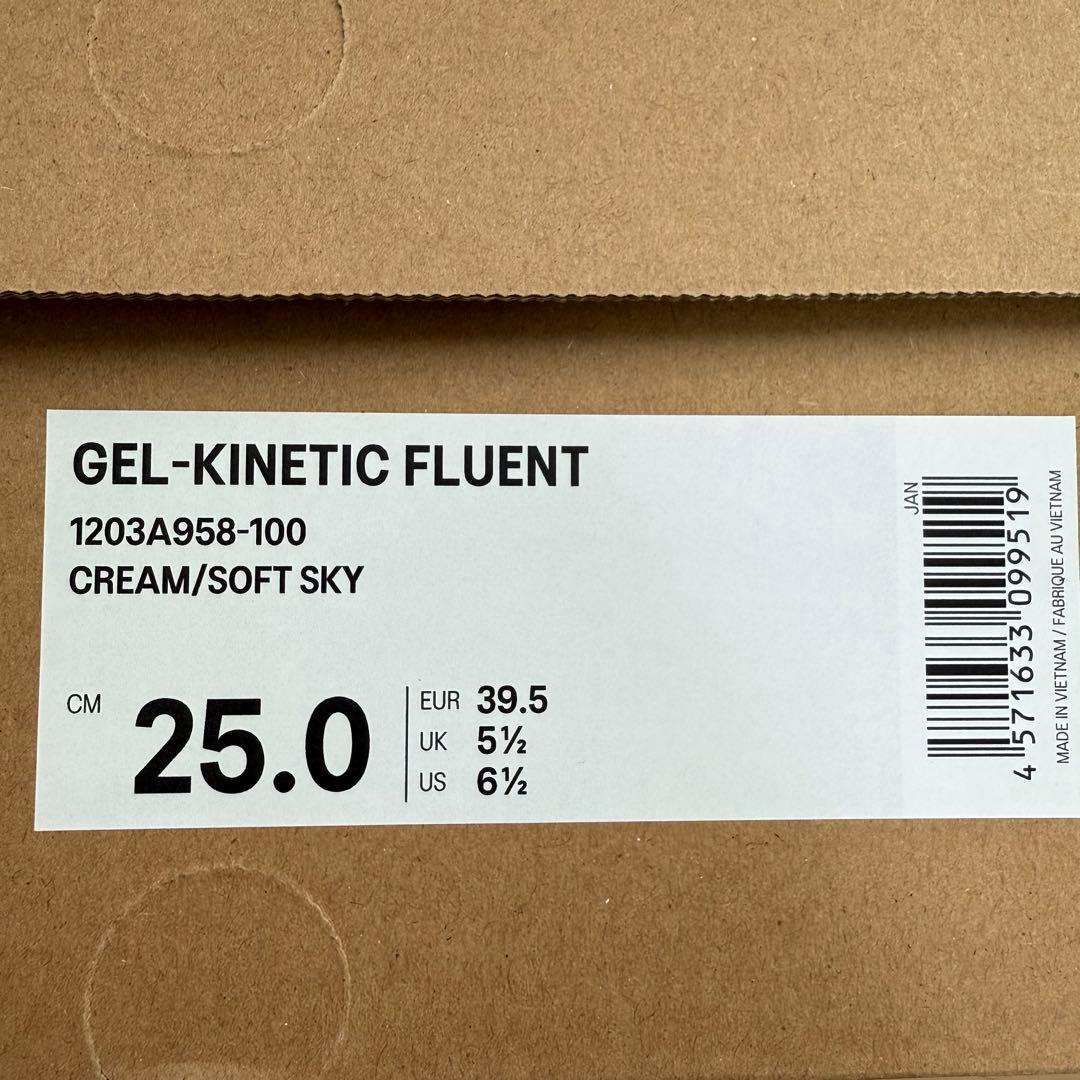 GEL-KINETIC FLUENT
1203A958-100
CREAM/SOFT SKY
CM 25.0
EUR 39.5
UK 5½
US 6½
JAN
4 571633 099519
MADE IN VIETNAM / FABRIQUE AU VIETNAM